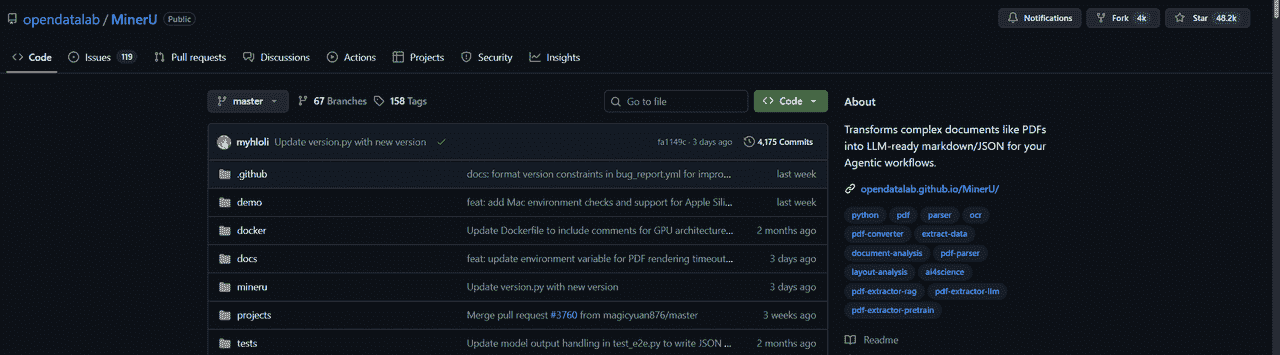 opendatalab / MinerU Public
Notifications Fork 4k Star 48.2k
Code Issues 119 Pull requests Discussions Actions Projects Security Insights
master 67 Branches 158 Tags Go to file Code
myhloli Update version.py with new version fa1149c · 3 days ago 4,175 Commits
.github docs: format version constraints in bug_report.yml for impro... last week
demo feat: add Mac environment checks and support for Apple Sili... last week
docker Update Dockerfile to include comments for GPU architecture... 2 months ago
docs feat: update environment variable for PDF rendering timeout... 3 days ago
mineru Update version.py with new version 3 days ago
projects Merge pull request #3760 from magicyuan876/master 3 weeks ago
tests Update model output handling in test_e2e.py to write JSON ... 2 months ago
About
Transforms complex documents like PDFs
into LLM-ready markdown/JSON for your
Agentic workflows.
opendatalab.github.io/MinerU/
python pdf parser ocr
pdf-converter extract-data
document-analysis pdf-parser
layout-analysis ai4science
pdf-extractor-rag pdf-extractor-llm
pdf-extractor-pretrain
Readme